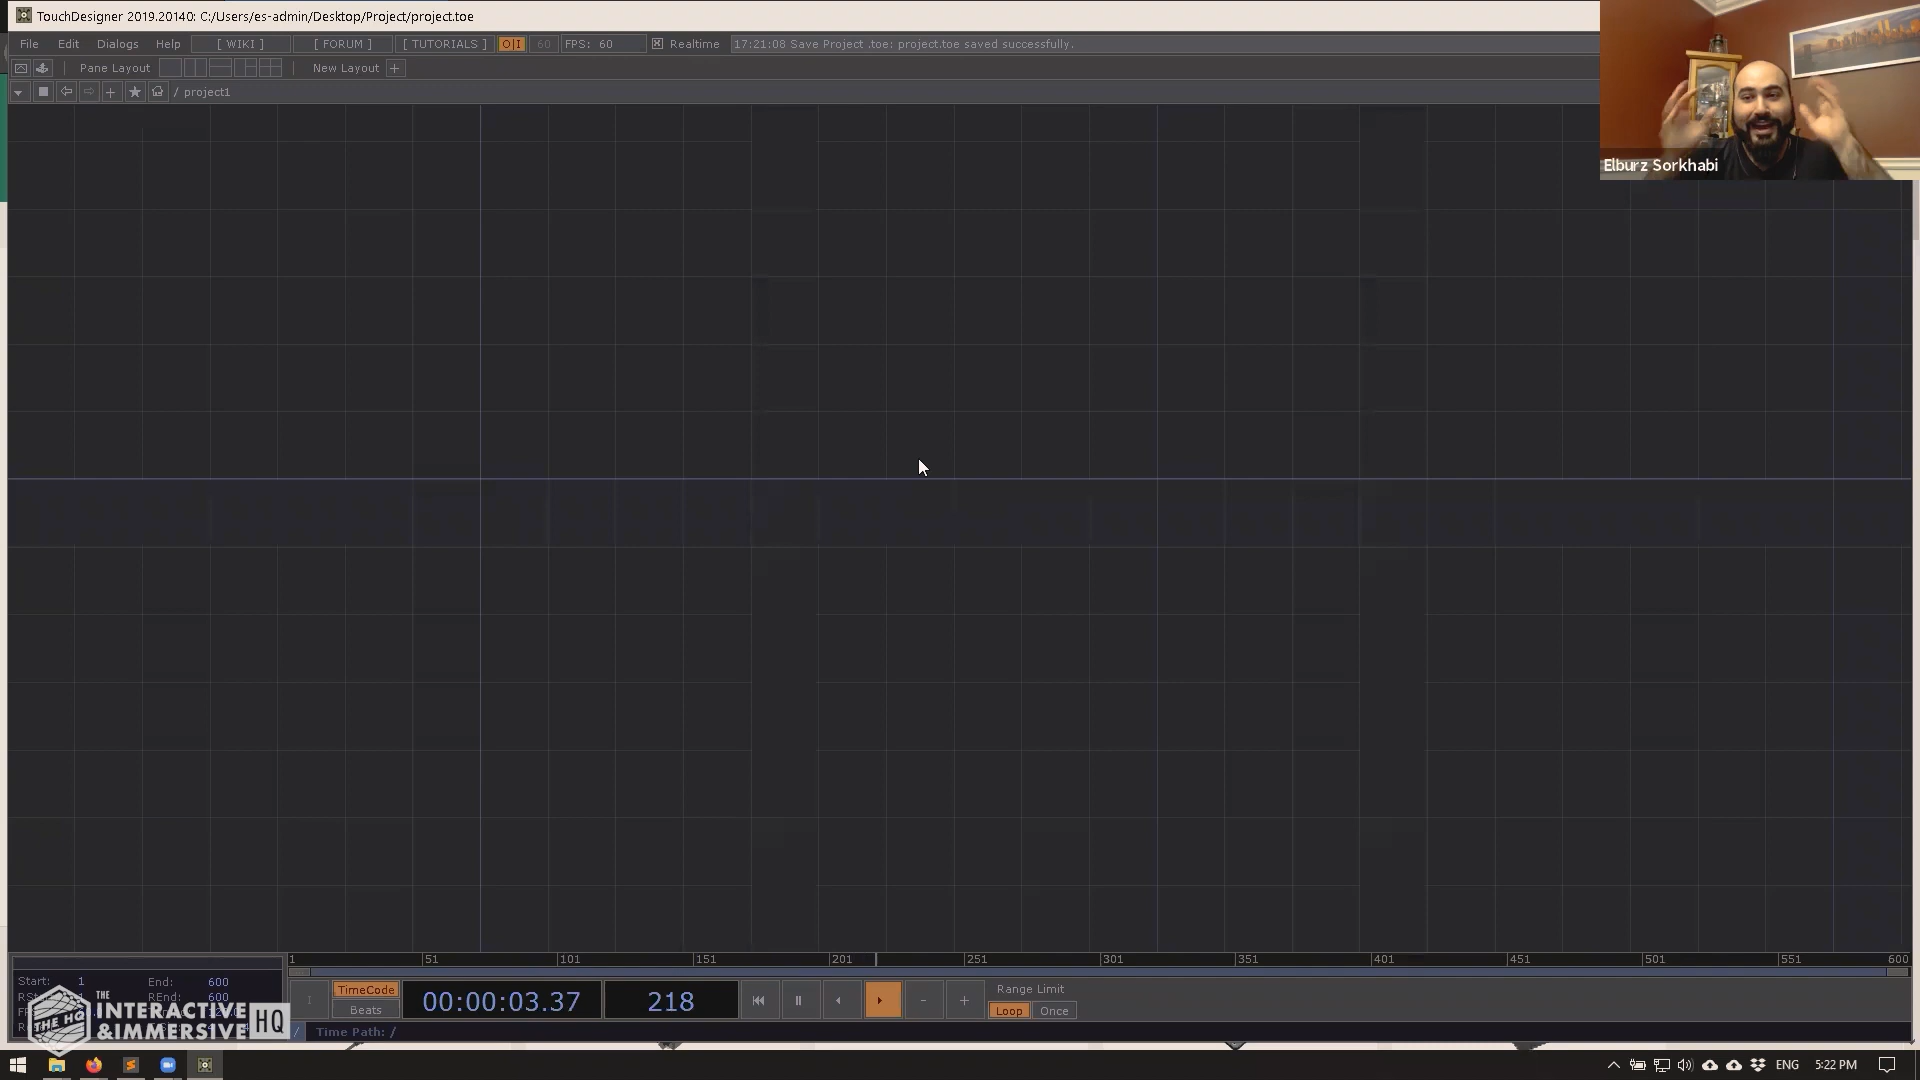 TouchDesigner 2019.20140: C:/Users/es-admin/Desktop/Project/project.toe
File Edit Dialogs Help [ WIKI ] [ FORUM ] [ TUTORIALS ] O|I 60 FPS: 60 Realtime 17:21:08 Save Project .toe: project.toe saved successfully.
Pane Layout New Layout +
/ project1
Elburz Sorkhabi
1 51 101 151 201 251 301 351 401 451 501 551 600
Start: 1 End: 600
REnd: 600
TimeCode
Beats
00:00:03.37 218
Range Limit
Loop Once
/ Time Path: /
THE HQ
THE
INTERACTIVE
&IMMERSIVE HQ
ENG 5:22 PM